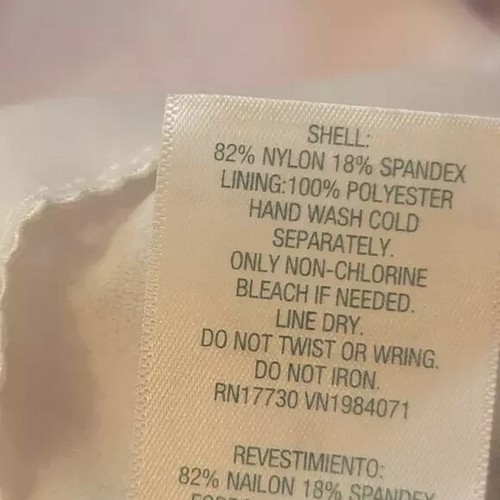 SHELL:
82% NYLON 18% SPANDEX
LINING:100% POLYESTER
HAND WASH COLD
SEPARATELY.
ONLY NON-CHLORINE
BLEACH IF NEEDED.
LINE DRY.
DO NOT TWIST OR WRING.
DO NOT IRON.
RN17730 VN1984071
REVESTIMIENTO:
82% NAILON 18% SPANDEX